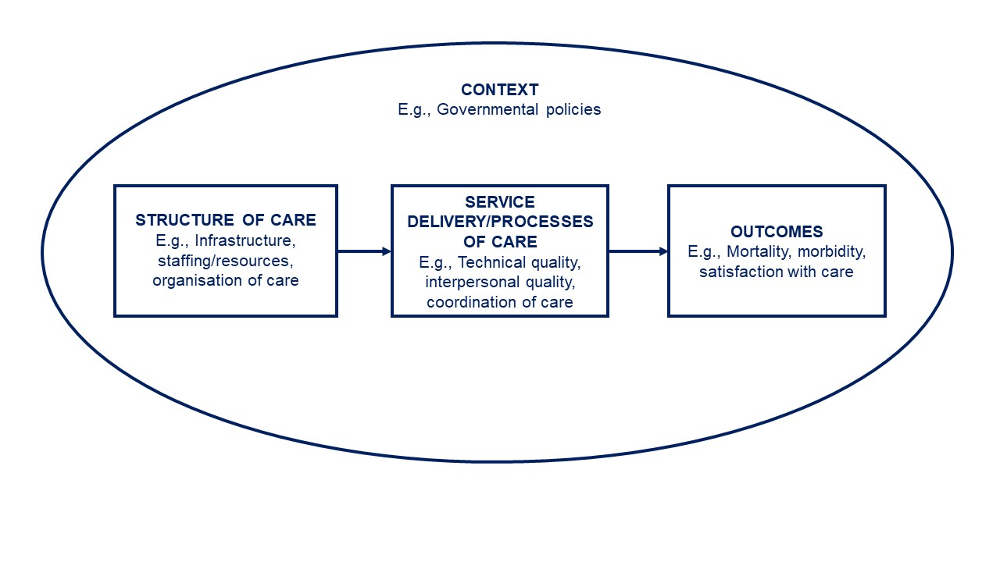 CONTEXT
E.g., Governmental policies
STRUCTURE OF CARE
E.g., Infrastructure,
staffing/resources,
organisation of care
SERVICE
DELIVERY/PROCESSES
OF CARE
E.g., Technical quality,
interpersonal quality,
coordination of care
OUTCOMES
E.g., Mortality, morbidity,
satisfaction with care